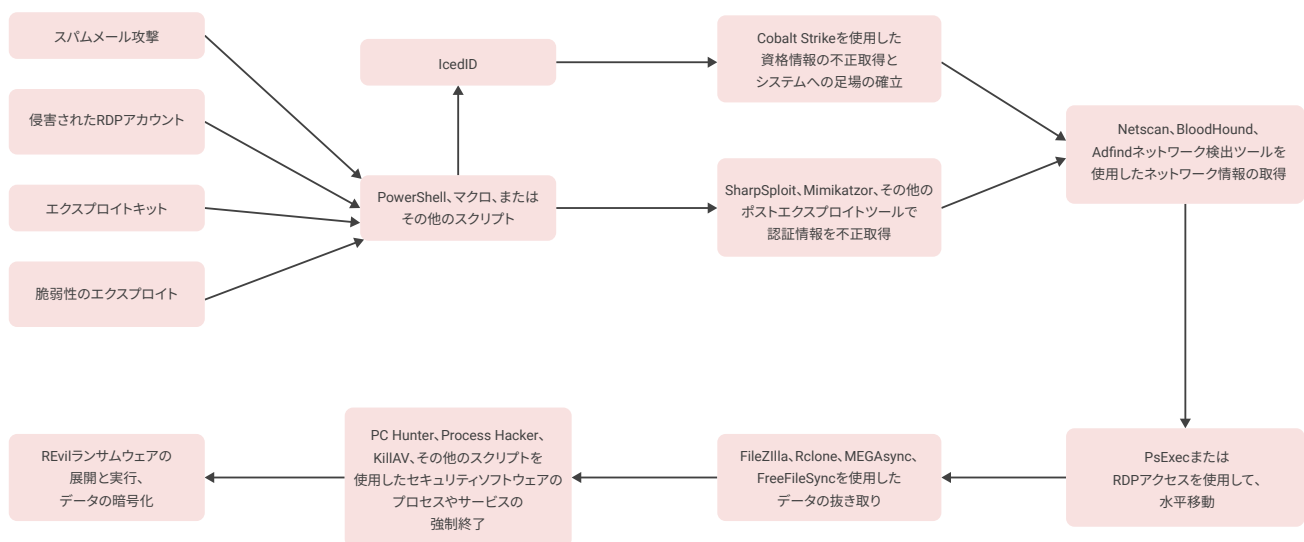 スパムメール攻撃
侵害されたRDPアカウント
エクスプロイトキット
脆弱性のエクスプロイト
IcedID
PowerShell、マクロ、または
その他のスクリプト
Cobalt Strikeを使用した
資格情報の不正取得と
システムへの足場の確立
SharpSploit、Mimikatzor、その他の
ポストエクスプロイトツールで
認証情報を不正取得
Netscan、BloodHound、
Adfindネットワーク検出ツールを
使用したネットワーク情報の取得
PsExecまたは
RDPアクセスを使用して、
水平移動
FileZIlla、Rclone、MEGAsync、
FreeFileSyncを使用した
データの抜き取り
PC Hunter、Process Hacker、
KillAV、その他のスクリプトを
使用したセキュリティソフトウェアの
プロセスやサービスの
強制終了
REvilランサムウェアの
展開と実行、
データの暗号化